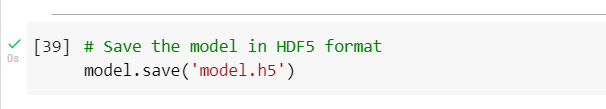 [39] # Save the model in HDF5 format
0s
model.save('model.h5')